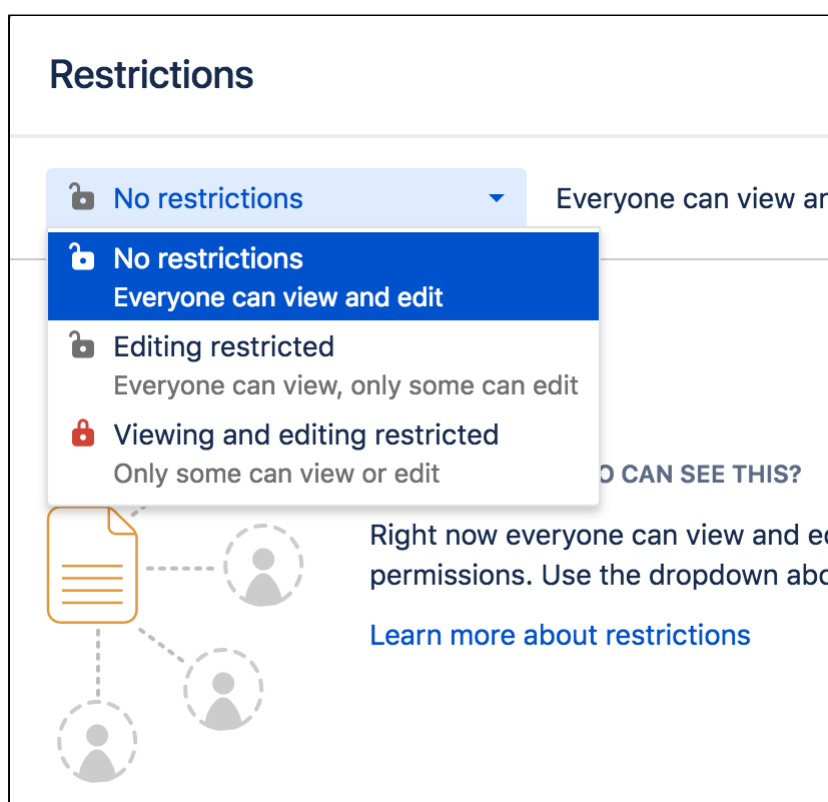 Restrictions
No restrictions
Everyone can view
No restrictions
Everyone can view and edit
Editing restricted
Everyone can view, only some can edit
Viewing and editing restricted
Only some can view or edit
CAN SEE THIS?
Right now everyone can view and
permissions. Use the dropdown
Learn more about restrictions